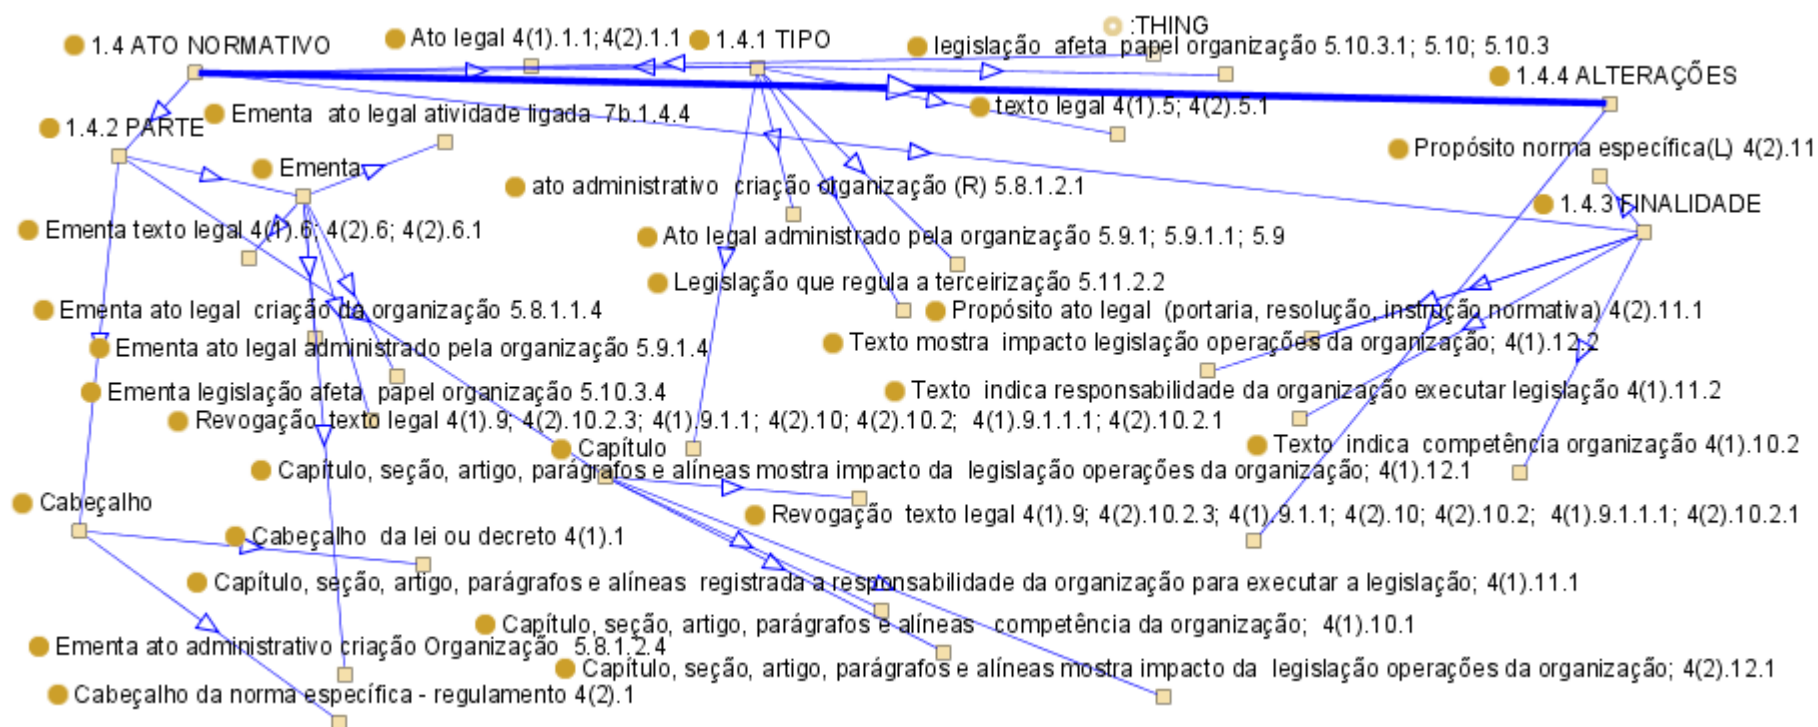 :THING
1.4 ATO NORMATIVO
Ato legal 4(1).1.1;4(2).1.1
1.4.1 TIPO
legislação afeta papel organização 5.10.3.1; 5.10; 5.10.3
1.4.4 ALTERAÇÕES
texto legal 4(1).5; 4(2).5.1
Ementa ato legal atividade ligada 7b.1.4.4
1.4.2 PARTE
Propósito norma específica(L) 4(2).11
Ementa
ato administrativo criação organização (R) 5.8.1.2.1
1.4.3 FINALIDADE
Ementa texto legal 4(1).6; 4(2).6; 4(2).6.1
Ato legal administrado pela organização 5.9.1; 5.9.1.1; 5.9
Legislação que regula a terceirização 5.11.2.2
Ementa ato legal criação da organização 5.8.1.1.4
Propósito ato legal (portaria, resolução, instrução normativa) 4(2).11.1
Texto mostra impacto legislação operações da organização; 4(1).12.2
Ementa ato legal administrado pela organização 5.9.1.4
Ementa legislação afeta papel organização 5.10.3.4
Texto indica responsabilidade da organização executar legislação 4(1).11.2
Revogação texto legal 4(1).9; 4(2).10.2.3; 4(1).9.1.1; 4(2).10; 4(2).10.2; 4(1).9.1.1.1; 4(2).10.2.1
Texto indica competência organização 4(1).10.2
Capítulo
Capítulo, seção, artigo, parágrafos e alíneas mostra impacto da legislação operações da organização; 4(1).12.1
Cabeçalho
Revogação texto legal 4(1).9; 4(2).10.2.3; 4(1).9.1.1; 4(2).10; 4(2).10.2; 4(1).9.1.1.1; 4(2).10.2.1
Cabeçalho da lei ou decreto 4(1).1
Capítulo, seção, artigo, parágrafos e alíneas registrada a responsabilidade da organização para executar a legislação; 4(1).11.1
Capítulo, seção, artigo, parágrafos e alíneas competência da organização; 4(1).10.1
Ementa ato administrativo criação Organização 5.8.1.2.4
Capítulo, seção, artigo, parágrafos e alíneas mostra impacto da legislação operações da organização; 4(2).12.1
Cabeçalho da norma específica - regulamento 4(2).1